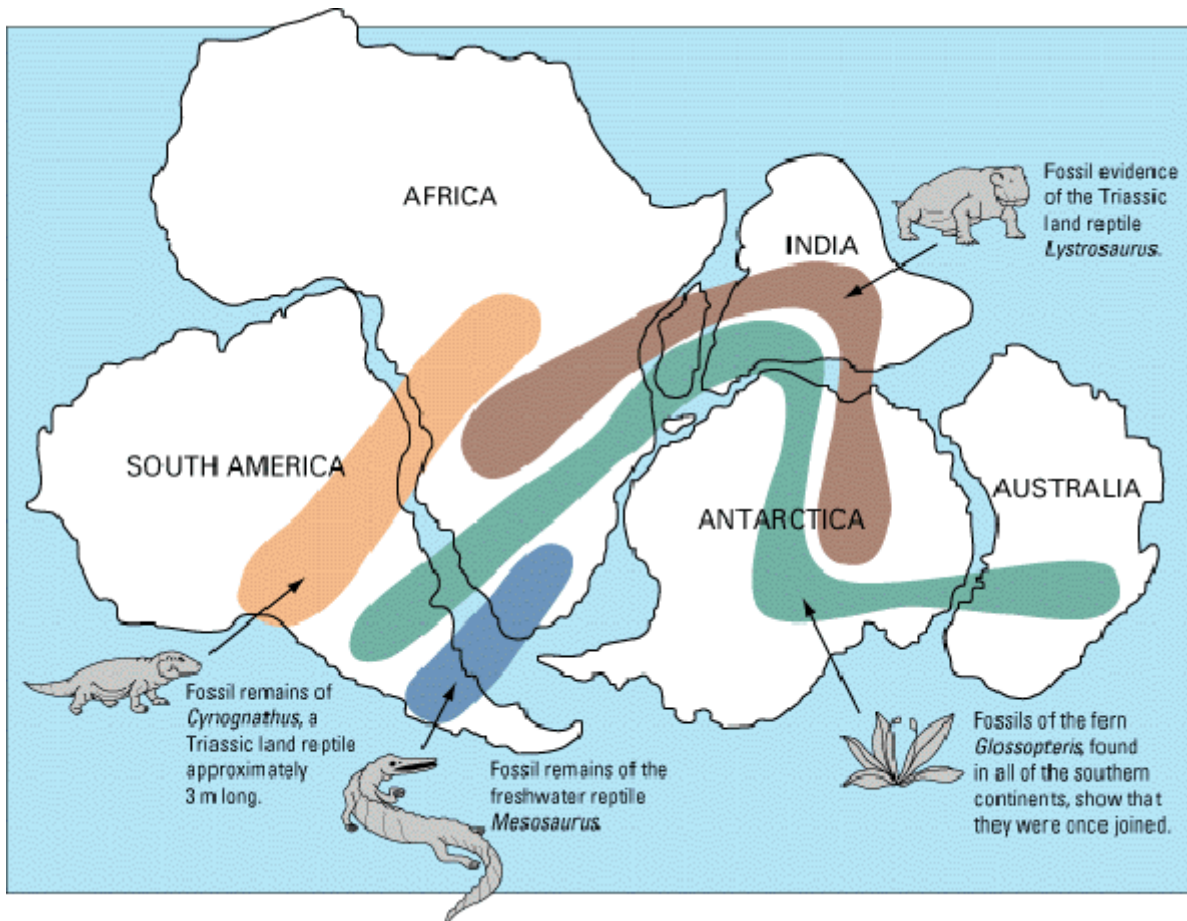 AFRICA
INDIA
Fossil evidence
of the Triassic
land reptile
Lystrosaurus.
SOUTH AMERICA
ANTARCTICA
AUSTRALIA
Fossil remains of
Cynognathus, a
Triassic land reptile
approximately
3 m long.
Fossil remains of the
freshwater reptile
Mesosaurus.
Fossils of the fern
Glossopteris, found
in all of the southern
continents, show that
they were once joined.